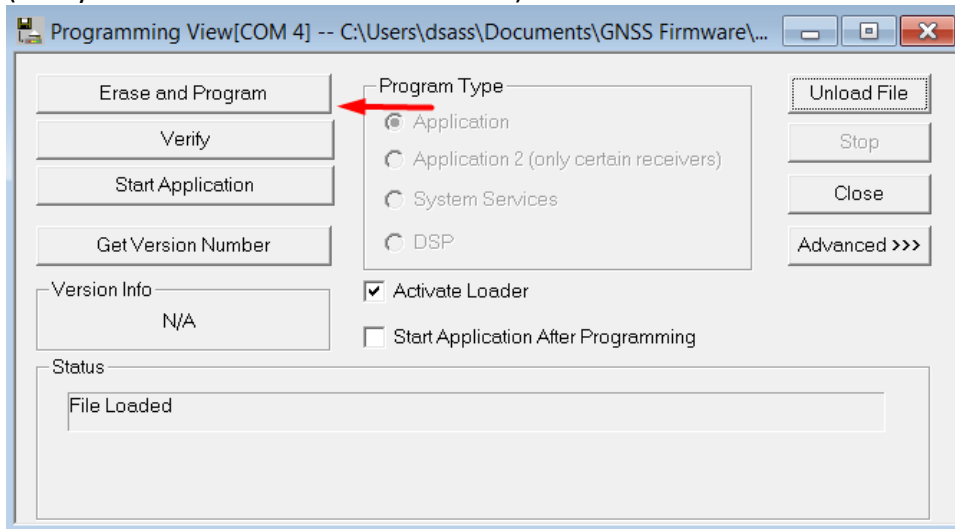 Programming View[COM 4] -- C:\Users\dsass\Documents\GNSS Firmware\...
Erase and Program
Verify
Start Application
Get Version Number
Program Type
Application
Application 2 (only certain receivers)
System Services
DSP
Unload File
Stop
Close
Advanced >>>
Version Info
N/A
Activate Loader
Start Application After Programming
Status
File Loaded